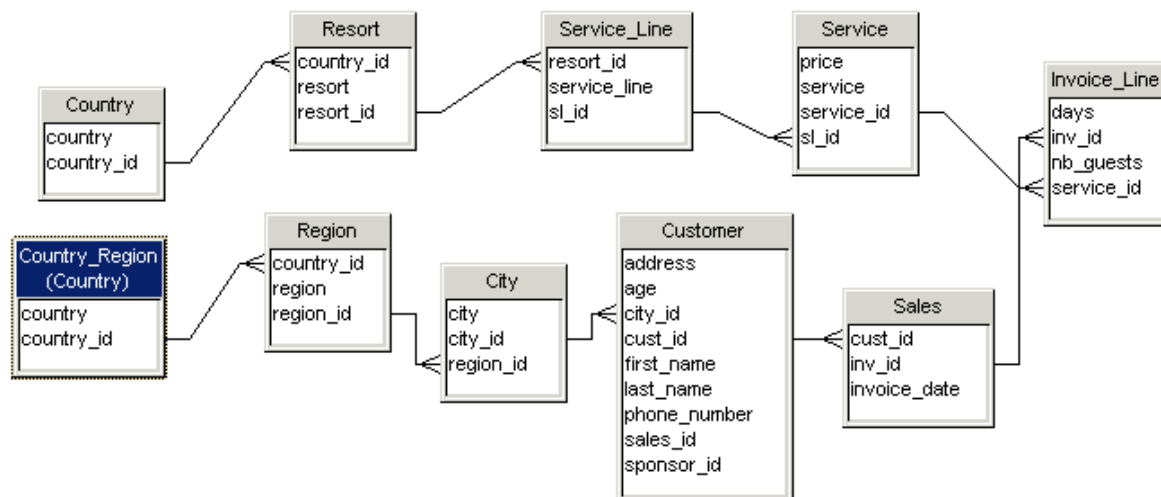 Country
country
country_id
Resort
country_id
resort
resort_id
Service_Line
resort_id
service_line
sl_id
Service
price
service
service_id
sl_id
Invoice_Line
days
inv_id
nb_guests
service_id
Country_Region
(Country)
country
country_id
Region
country_id
region
region_id
City
city
city_id
region_id
Customer
address
age
city_id
cust_id
first_name
last_name
phone_number
sales_id
sponsor_id
Sales
cust_id
inv_id
invoice_date